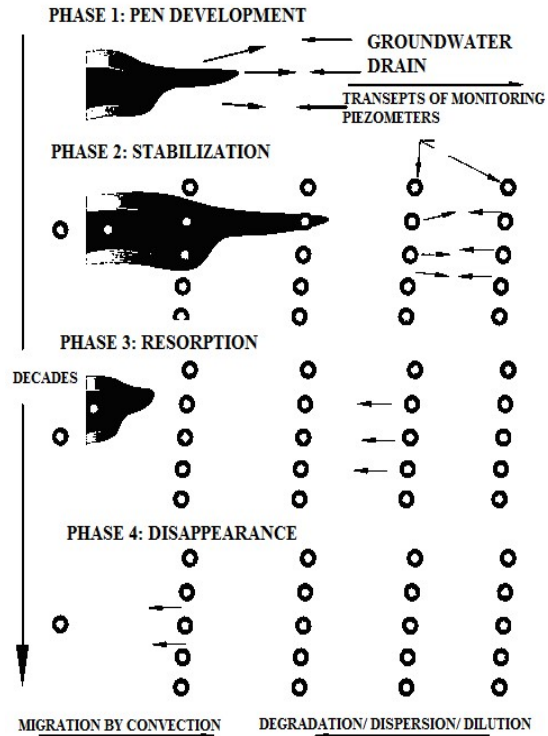 PHASE 1: PEN DEVELOPMENT
GROUNDWATER
DRAIN
TRANSEPTS OF MONITORING
PIEZOMETERS
PHASE 2: STABILIZATION
PHASE 3: RESORPTION
DECADES
PHASE 4: DISAPPEARANCE
MIGRATION BY CONVECTION
DEGRADATION/ DISPERSION/ DILUTION